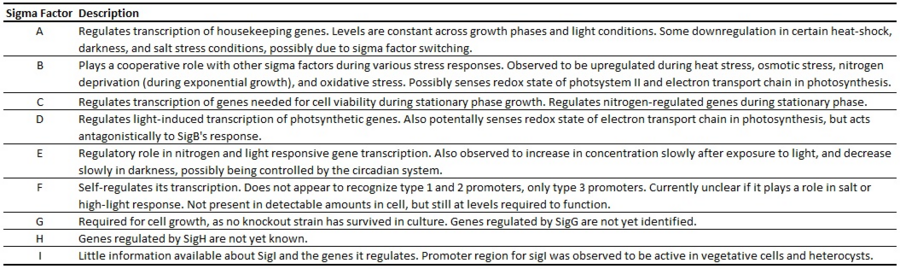 Sigma Factor Description
A Regulates transcription of housekeeping genes. Levels are constant across growth phases and light conditions. Some downregulation in certain heat-shock,
darkness, and salt stress conditions, possibly due to sigma factor switching.
B Plays a cooperative role with other sigma factors during various stress responses. Observed to be upregulated during heat stress, osmotic stress, nitrogen
deprivation (during exponential growth), and oxidative stress. Possibly senses redox state of photsystem II and electron transport chain in photosynthesis.
C Regulates transcription of genes needed for cell viability during stationary phase growth. Regulates nitrogen-regulated genes during stationary phase.
D Regulates light-induced transcription of photosynthetic genes. Also potentally senses redox state of electron transport chain in photosynthesis, but acts
antagonistically to SigB's response.
E Regulatory role in nitrogen and light responsive gene transcription. Also observed to increase in concentration slowly after exposure to light, and decrease
slowly in darkness, possibly being controlled by the circadian system.
F Self-regulates its transcription. Does not appear to recognize type 1 and 2 promoters, only type 3 promoters. Currently unclear if it plays a role in salt or
high-light response. Not present in detectable amounts in cell, but still at levels required to function.
G Required for cell growth, as no knockout strain has survived in culture. Genes regulated by SigG are not yet identified.
H Genes regulated by SigH are not yet known.
I Little information available about SigI and the genes it regulates. Promoter region for sigI was observed to be active in vegetative cells and heterocysts.